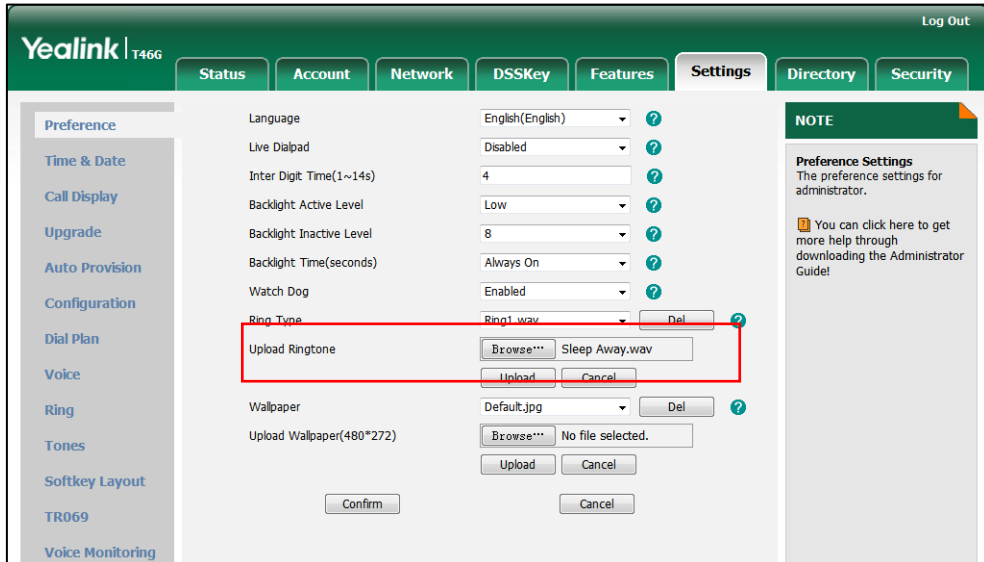 Log Out
Yealink T46G
Status Account Network DSSKey Features Settings Directory Security
Preference
Time & Date
Call Display
Upgrade
Auto Provision
Configuration
Dial Plan
Voice
Ring
Tones
Softkey Layout
TR069
Voice Monitoring
Language English(English) ?
Live Dialpad Disabled ?
Inter Digit Time(1~14s) 4 ?
Backlight Active Level Low ?
Backlight Inactive Level 8 ?
Backlight Time(seconds) Always On ?
Watch Dog Enabled ?
Ring Type Ring1.wav Del ?
Upload Ringtone Browse... Sleep Away.wav
Upload Cancel
Wallpaper Default.jpg Del ?
Upload Wallpaper(480*272) Browse... No file selected.
Upload Cancel
Confirm Cancel
NOTE
Preference Settings
The preference settings for
administrator.
? You can click here to get
more help through
downloading the Administrator
Guide!